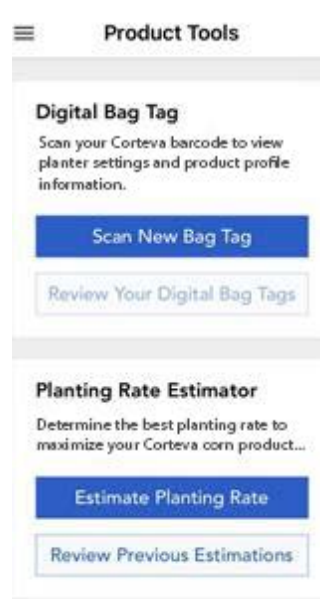 Product Tools
Digital Bag Tag
Scan your Corteva barcode to view
planter settings and product profile
information.
Scan New Bag Tag
Review Your Digital Bag Tags
Planting Rate Estimator
Determine the best planting rate to
maximize your Corteva corn product...
Estimate Planting Rate
Review Previous Estimations